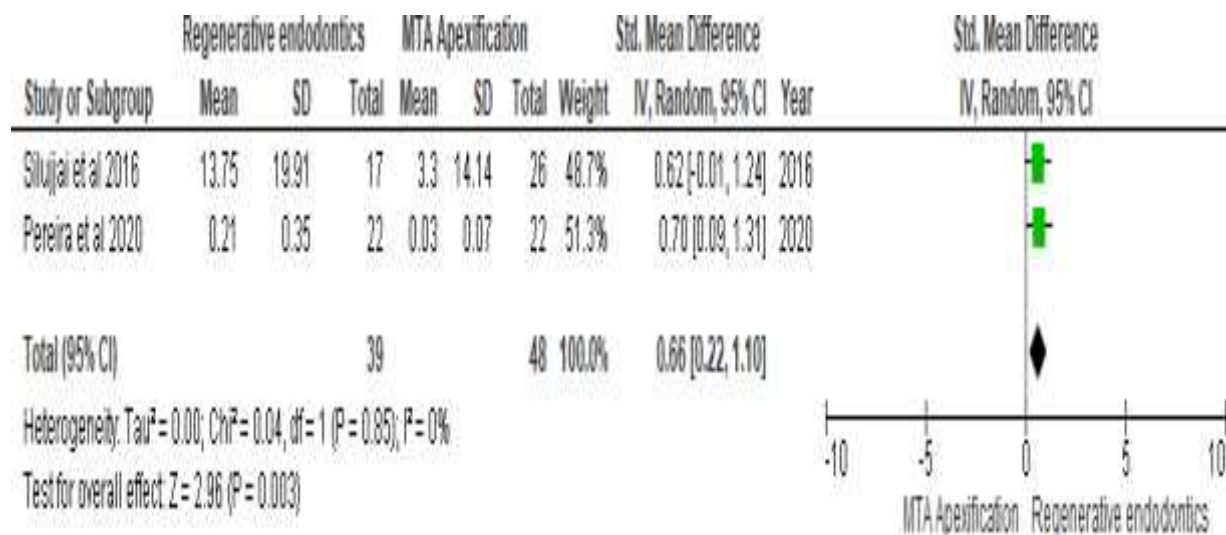 Regenerative endodontics MTA Apexification Std. Mean Difference Std. Mean Difference
Study or Subgroup Mean SD Total Mean SD Total Weight IV, Random, 95% CI Year IV, Random, 95% CI
Silujjai et al 2016 13.75 19.91 17 3.3 14.14 26 48.7% 0.62 [-0.01, 1.24] 2016
Pereira et al 2020 0.21 0.35 22 0.03 0.07 22 51.3% 0.70 [0.09, 1.31] 2020
Total (95% CI) 39 48 100.0% 0.66 [0.22, 1.10]
Heterogeneity: Tau² = 0.00; Chi² = 0.04, df = 1 (P = 0.85); I² = 0%
Test for overall effect: Z = 2.96 (P = 0.003)
-10 -5 0 5 10
MTA Apexification Regenerative endodontics